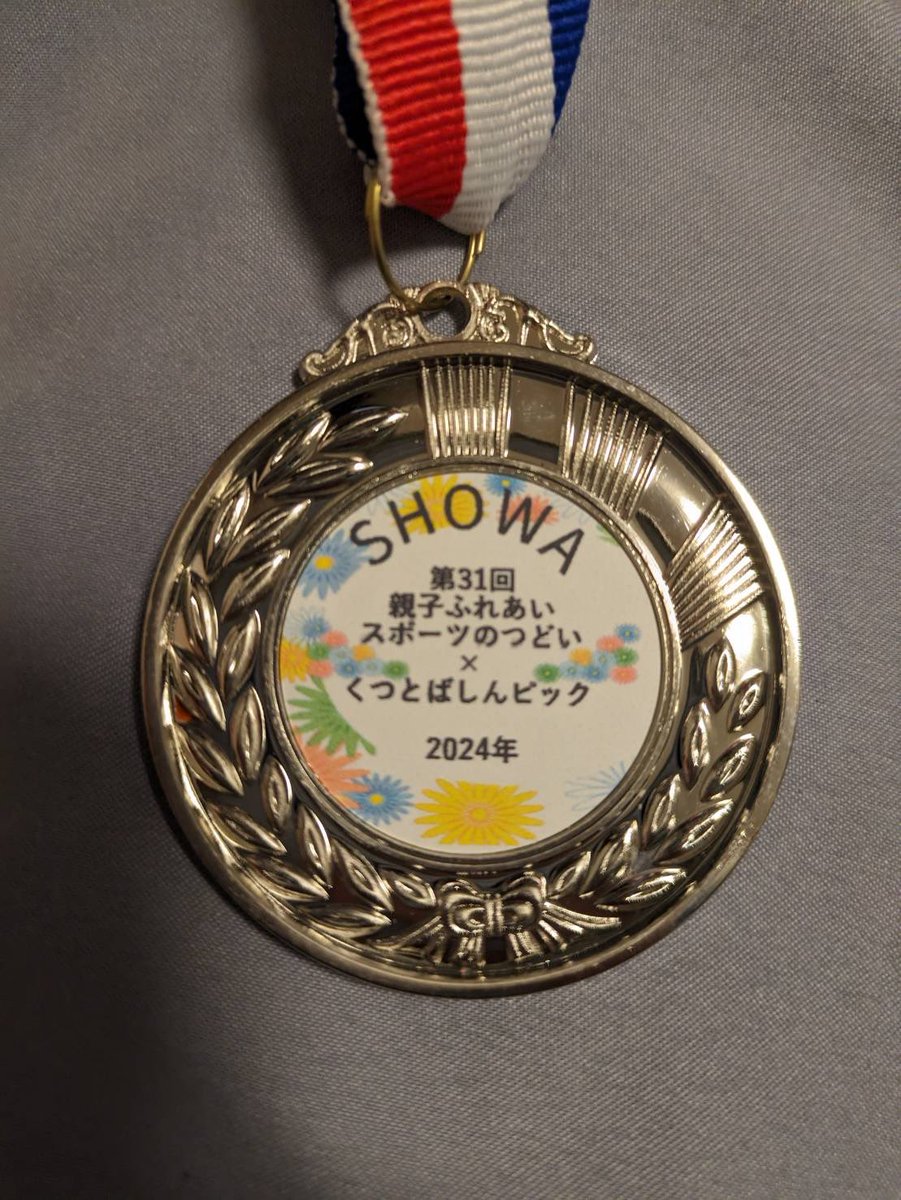 SHOWA
第31回
親子ふれあい
スポーツのつどい
×
くつとばしんピック
2024年